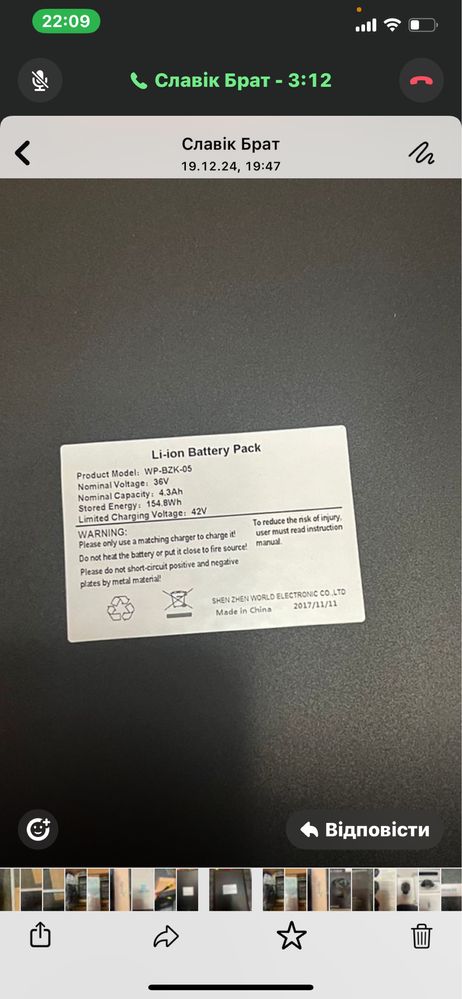 22:09
Славік Брат - 3:12
Славік Брат
19.12.24, 19:47
Li-ion Battery Pack
Product Model: WP-BZK-05
Nominal Voltage: 36V
Nominal Capacity: 4.3Ah
Stored Energy: 154.8Wh
Limited Charging Voltage: 42V
WARNING:
Please only use a matching charger to charge it!
Do not heat the battery or put it close to fire source!
Please do not short-circuit positive and negative
plates by metal material!
To reduce the risk of injury,
user must read instruction
manual.
SHEN ZHEN WORLD ELECTRONIC CO.,LTD
Made in China 2017/11/11
Відповісти